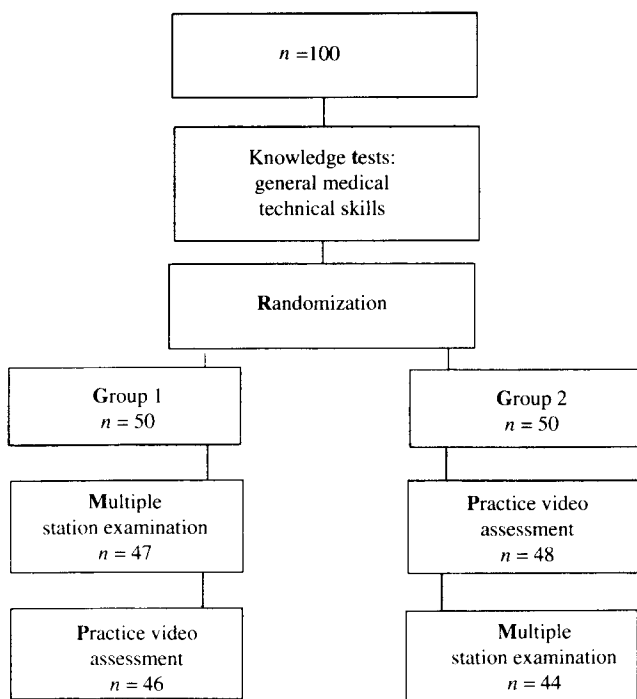 n =100
Knowledge tests:
general medical
technical skills
Randomization
Group 1
n = 50
Group 2
n = 50
Multiple
station examination
n = 47
Practice video
assessment
n = 48
Practice video
assessment
n = 46
Multiple
station examination
n = 44